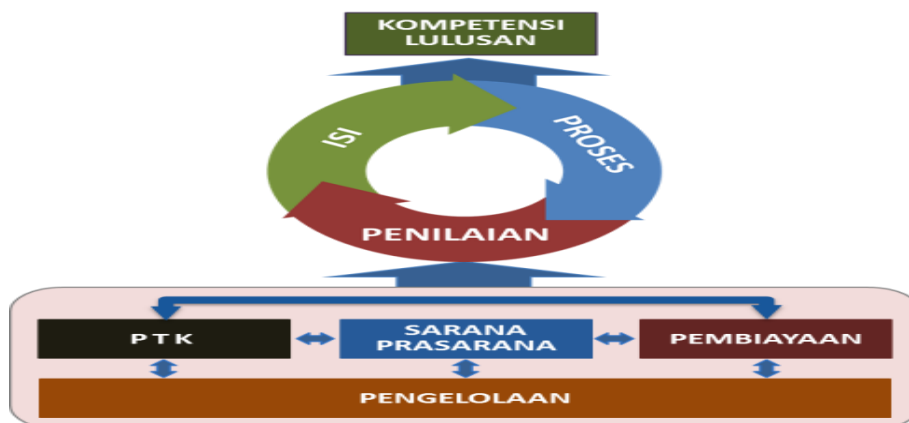 KOMPETENSI
LULUSAN
ISI
PROSES
PENILAIAN
PTK
SARANA
PRASARANA
PEMBIAYAAN
PENGELOLAAN